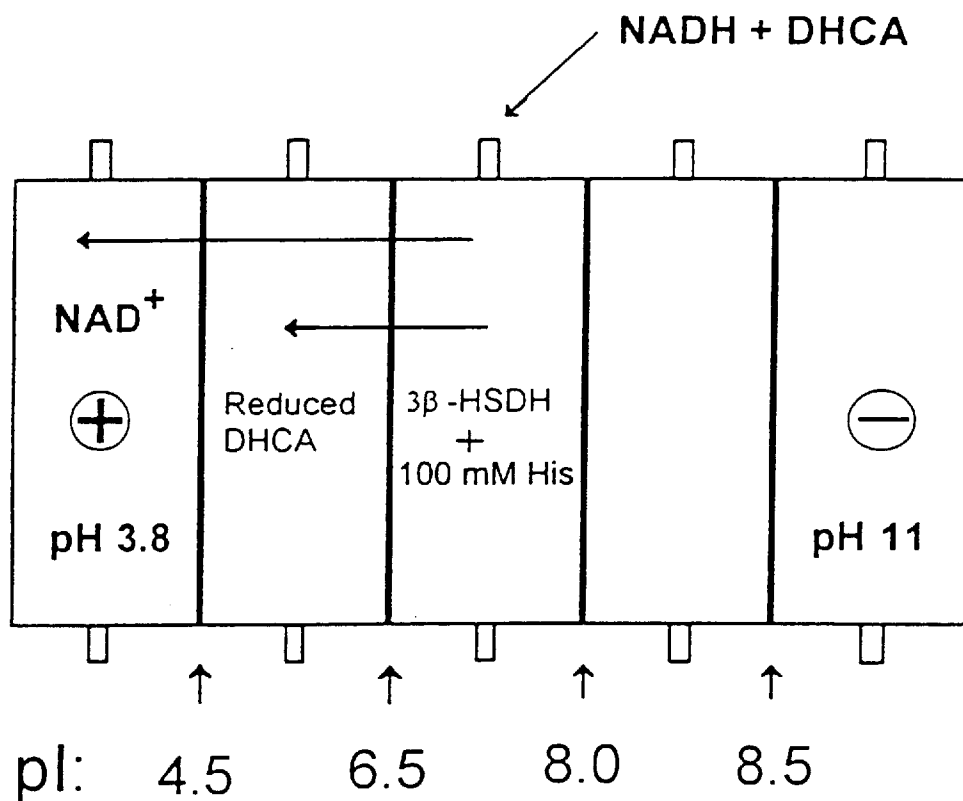 NADH + DHCA
NAD⁺
+
Reduced
DHCA
3β -HSDH
+
100 mM His
−
pH 3.8
pH 11
pI: 4.5 6.5 8.0 8.5